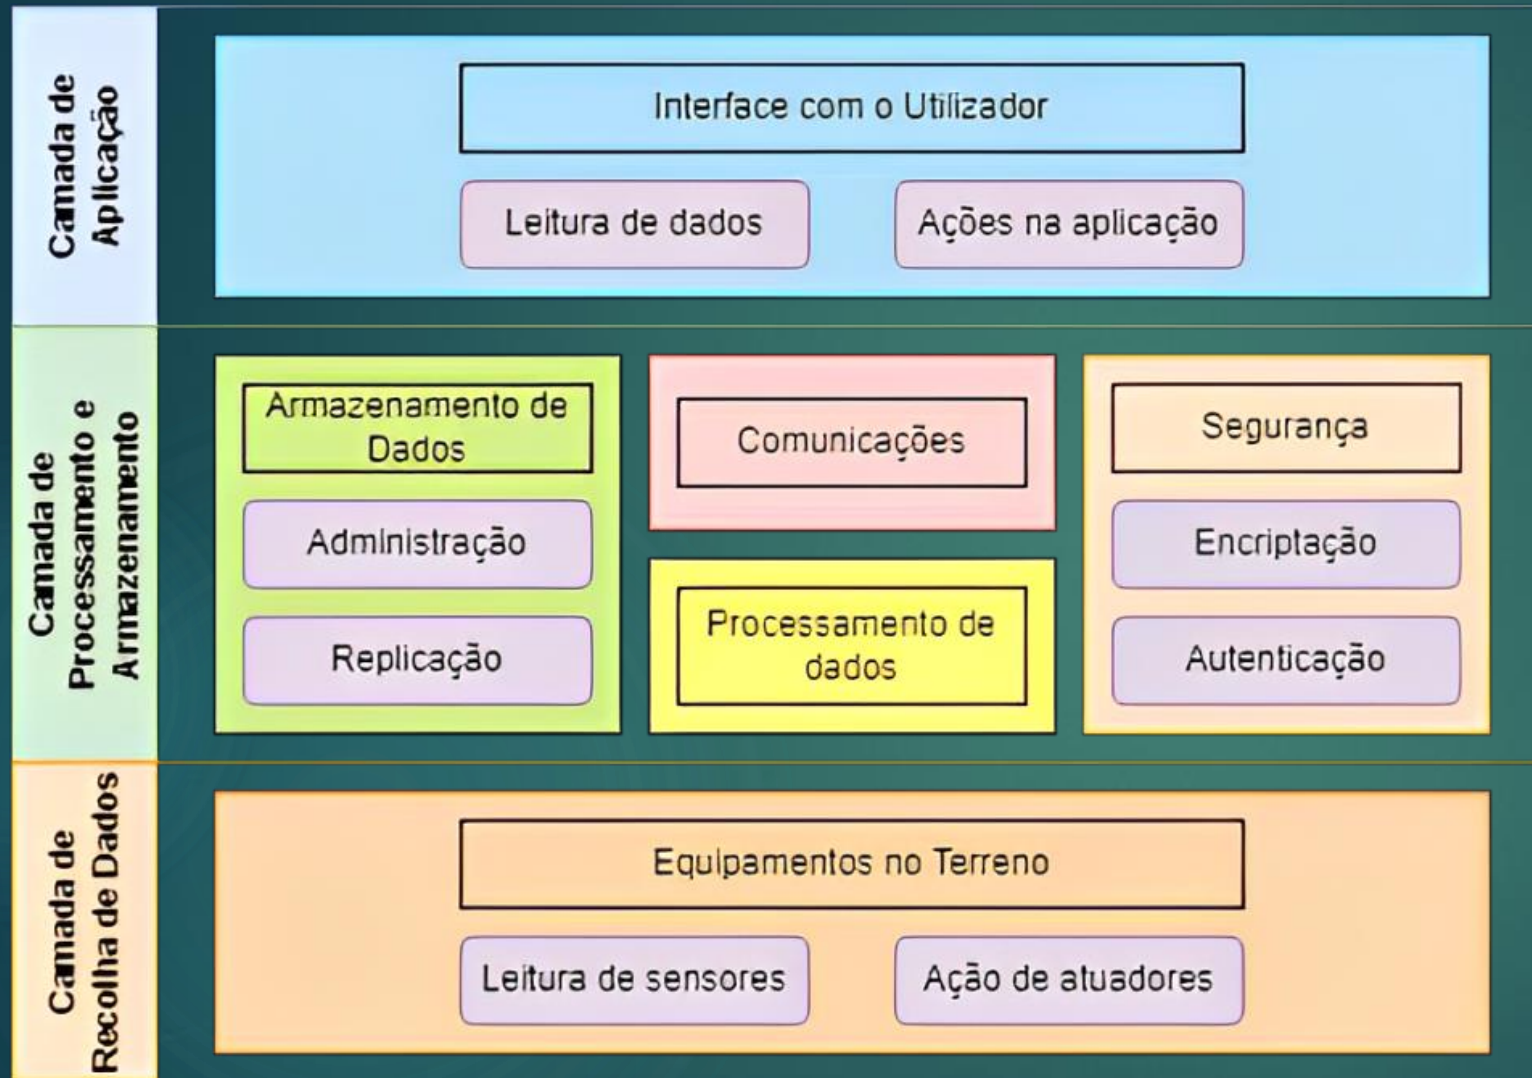 Camada de
Aplicação
Interface com o Utilizador
Leitura de dados
Ações na aplicação
Camada de
Processamento e
Armazenamento
Armazenamento de
Dados
Administração
Replicação
Comunicações
Processamento de
dados
Segurança
Encriptação
Autenticação
Camada de
Recolha de Dados
Equipamentos no Terreno
Leitura de sensores
Ação de atuadores